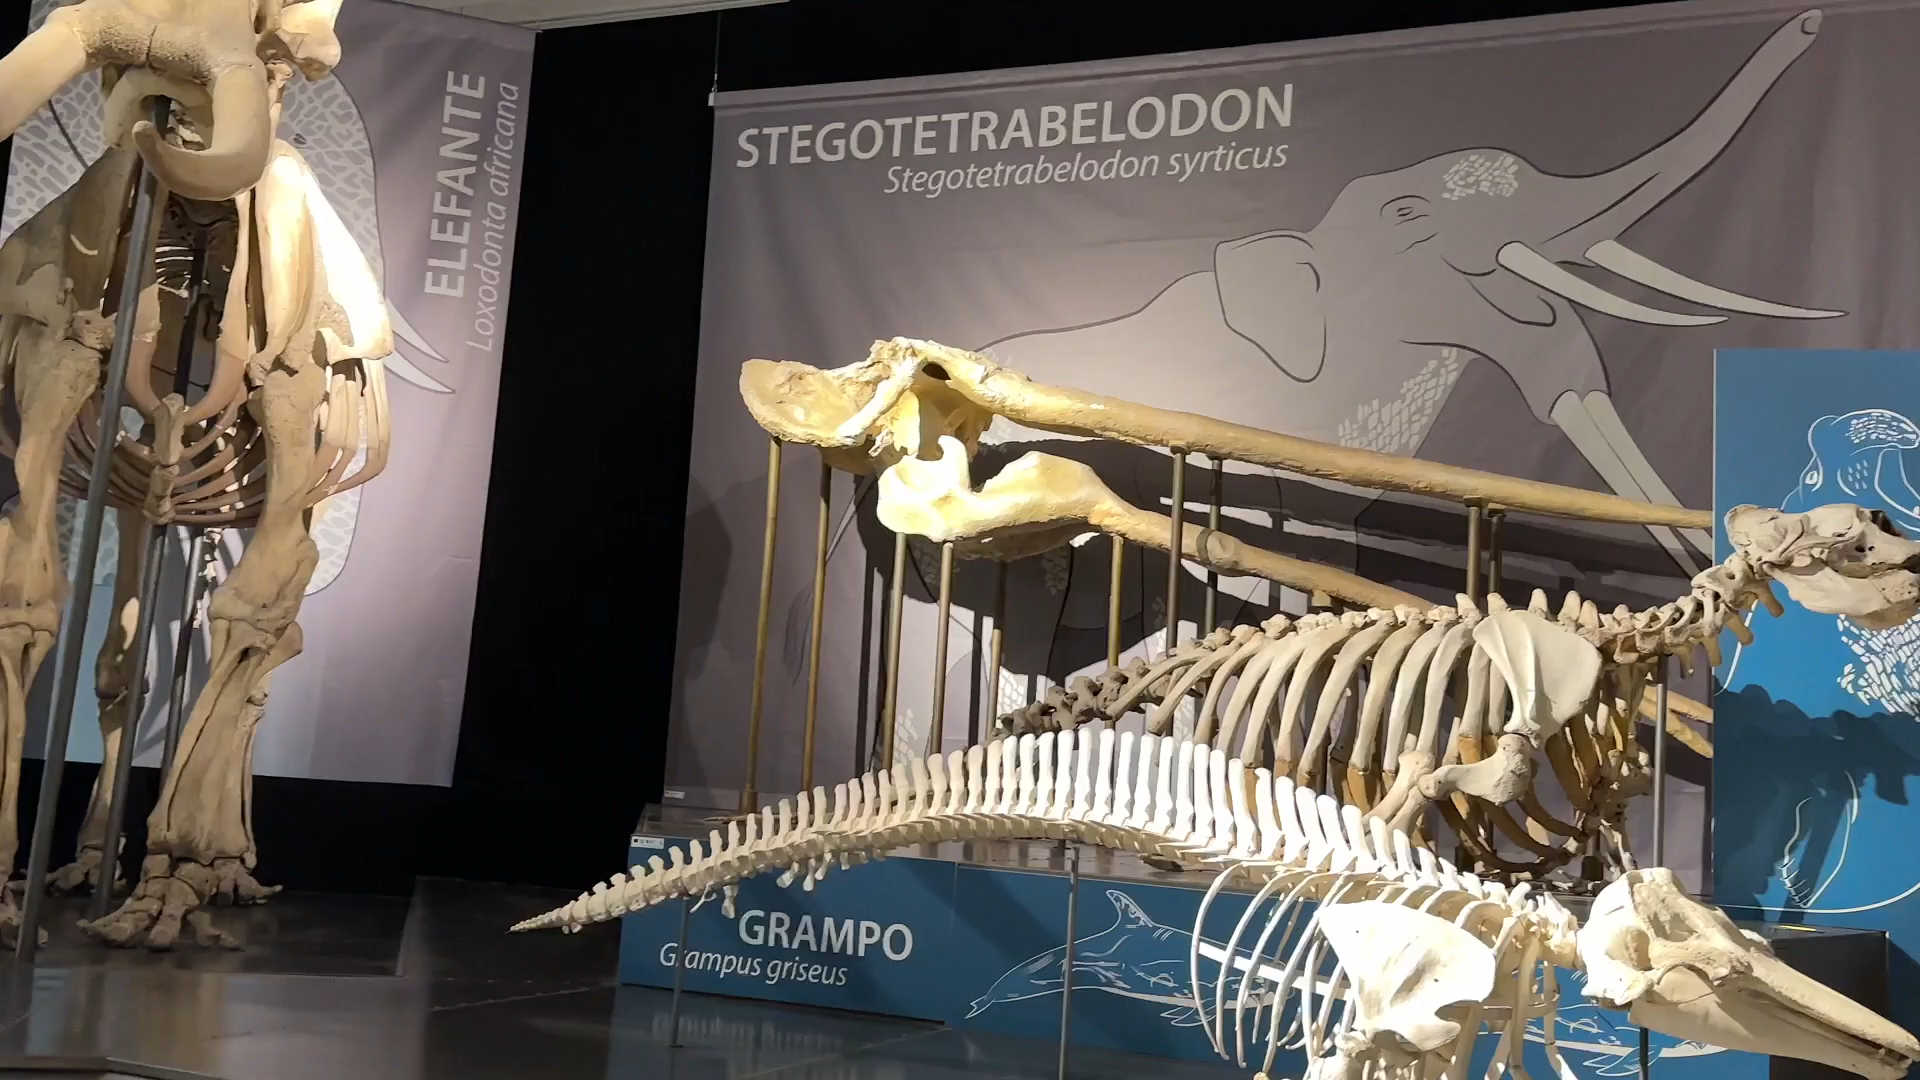 ELEFANTE
Loxodonta africana
STEGOTETRABELODON
Stegotetrabelodon syrticus
GRAMPO
Grampus griseus